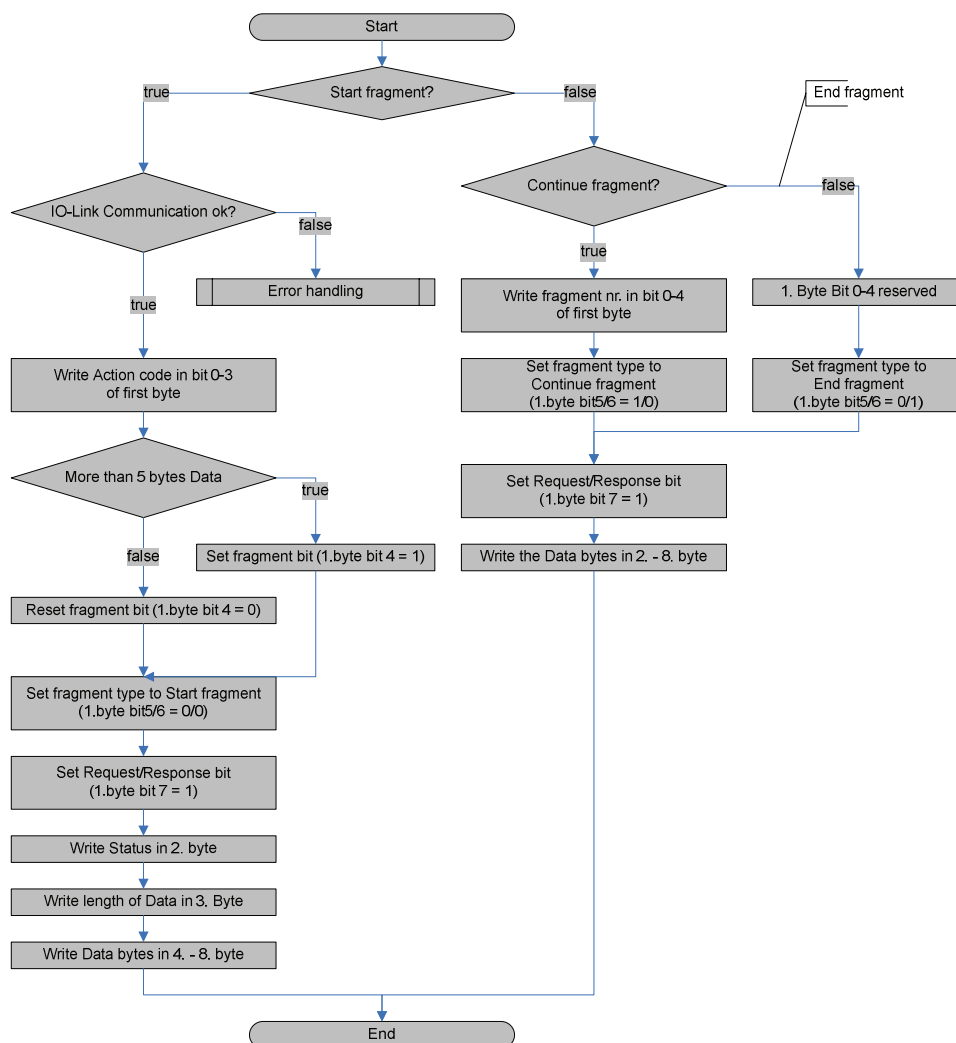 Start
Start fragment?
true
false
End fragment
Continue fragment?
false
IO-Link Communication ok?
false
true
true
Error handling
Write fragment nr. in bit 0-4
of first byte
1. Byte Bit 0-4 reserved
Write Action code in bit 0-3
of first byte
Set fragment type to
Continue fragment
(1.byte bit5/6 = 1/0)
Set fragment type to
End fragment
(1.byte bit5/6 = 0/1)
More than 5 bytes Data
true
false
Set Request/Response bit
(1.byte bit 7 = 1)
Set fragment bit (1.byte bit 4 = 1)
Write the Data bytes in 2. - 8. byte
Reset fragment bit (1.byte bit 4 = 0)
Set fragment type to Start fragment
(1.byte bit5/6 = 0/0)
Set Request/Response bit
(1.byte bit 7 = 1)
Write Status in 2. byte
Write length of Data in 3. Byte
Write Data bytes in 4. - 8. byte
End